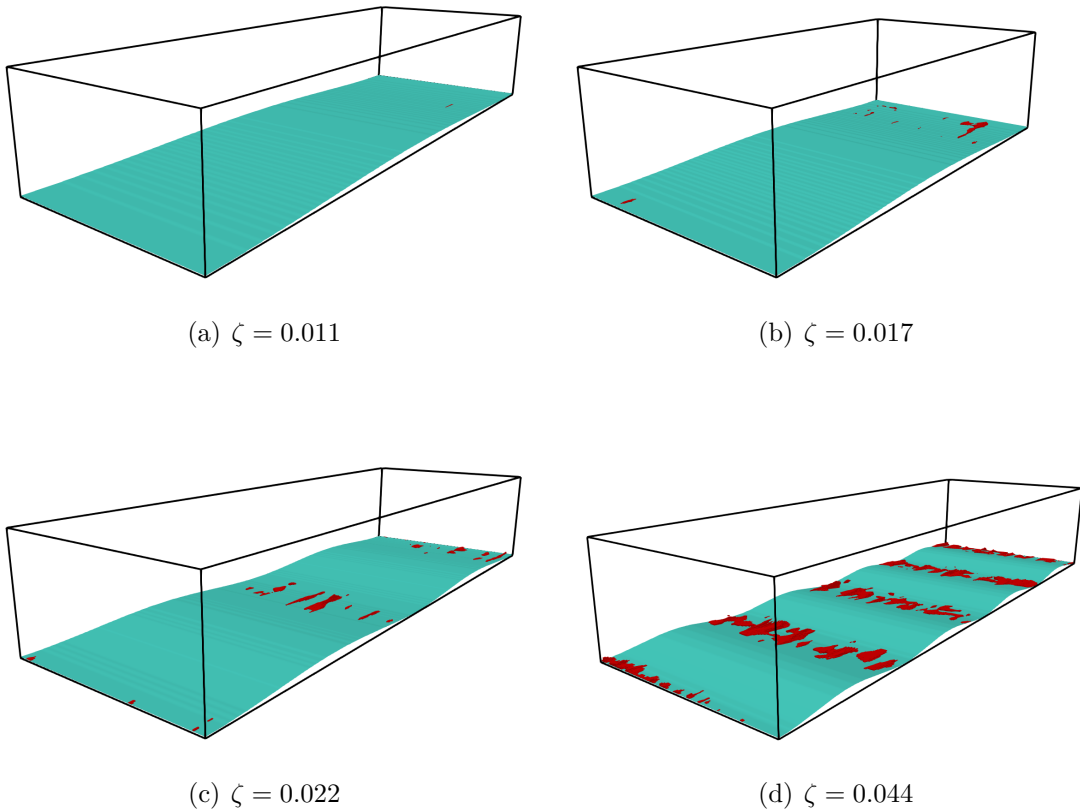 (a) ζ = 0.011
(b) ζ = 0.017
(c) ζ = 0.022
(d) ζ = 0.044